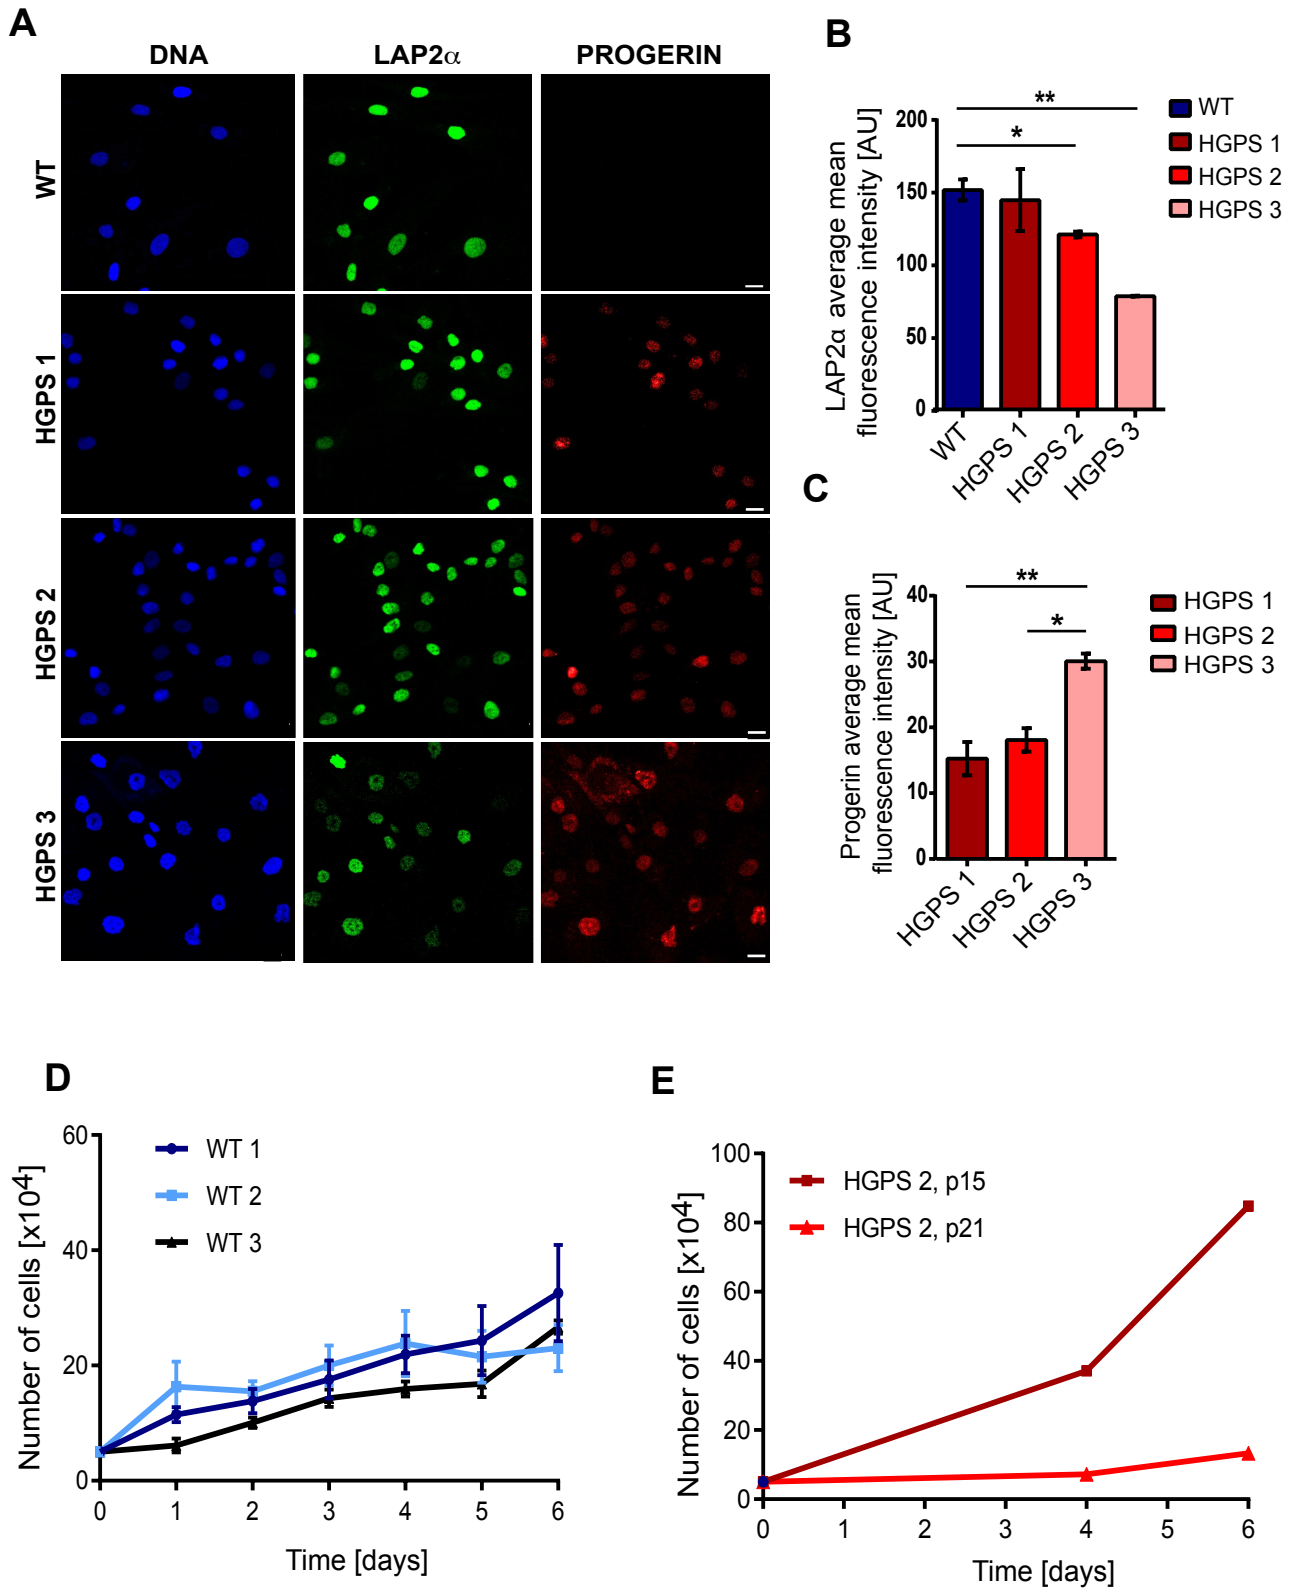 A
DNA
LAP2α
PROGERIN
WT
HGPS 1
HGPS 2
HGPS 3
B
LAP2α average mean
fluorescence intensity [AU]
200
150
100
50
0
**
*
WT
HGPS 1
HGPS 2
HGPS 3
WT
HGPS 1
HGPS 2
HGPS 3
C
Progerin average mean
fluorescence intensity [AU]
40
30
20
10
0
**
*
HGPS 1
HGPS 2
HGPS 3
HGPS 1
HGPS 2
HGPS 3
D
Number of cells [x10⁴]
60
40
20
0
WT 1
WT 2
WT 3
0 1 2 3 4 5 6
Time [days]
E
Number of cells [x10⁴]
100
80
60
40
20
0
HGPS 2, p15
HGPS 2, p21
0 1 2 3 4 5 6
Time [days]